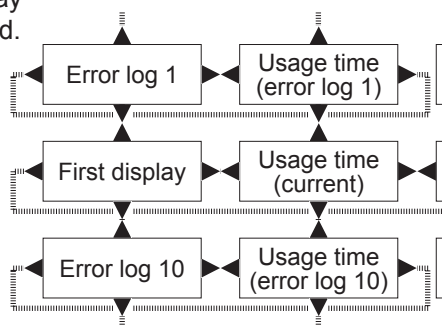 d.
Error log 1
Usage time
(error log 1)
First display
Usage time
(current)
Error log 10
Usage time
(error log 10)